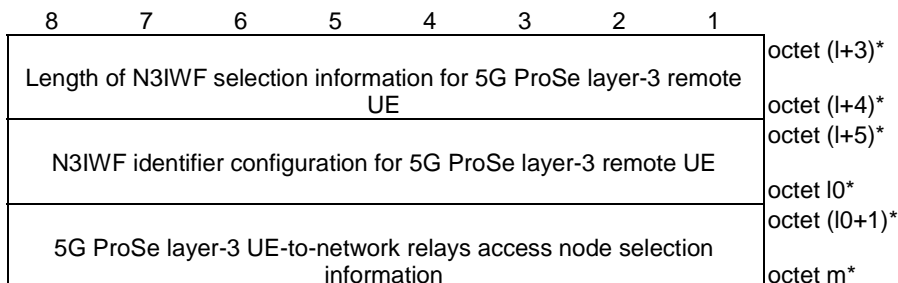 8 7 6 5 4 3 2 1
octet (l+3)*
Length of N3IWF selection information for 5G ProSe layer-3 remote
UE
octet (l+4)*
octet (l+5)*
N3IWF identifier configuration for 5G ProSe layer-3 remote UE
octet l0*
octet (l0+1)*
5G ProSe layer-3 UE-to-network relays access node selection
information
octet m*